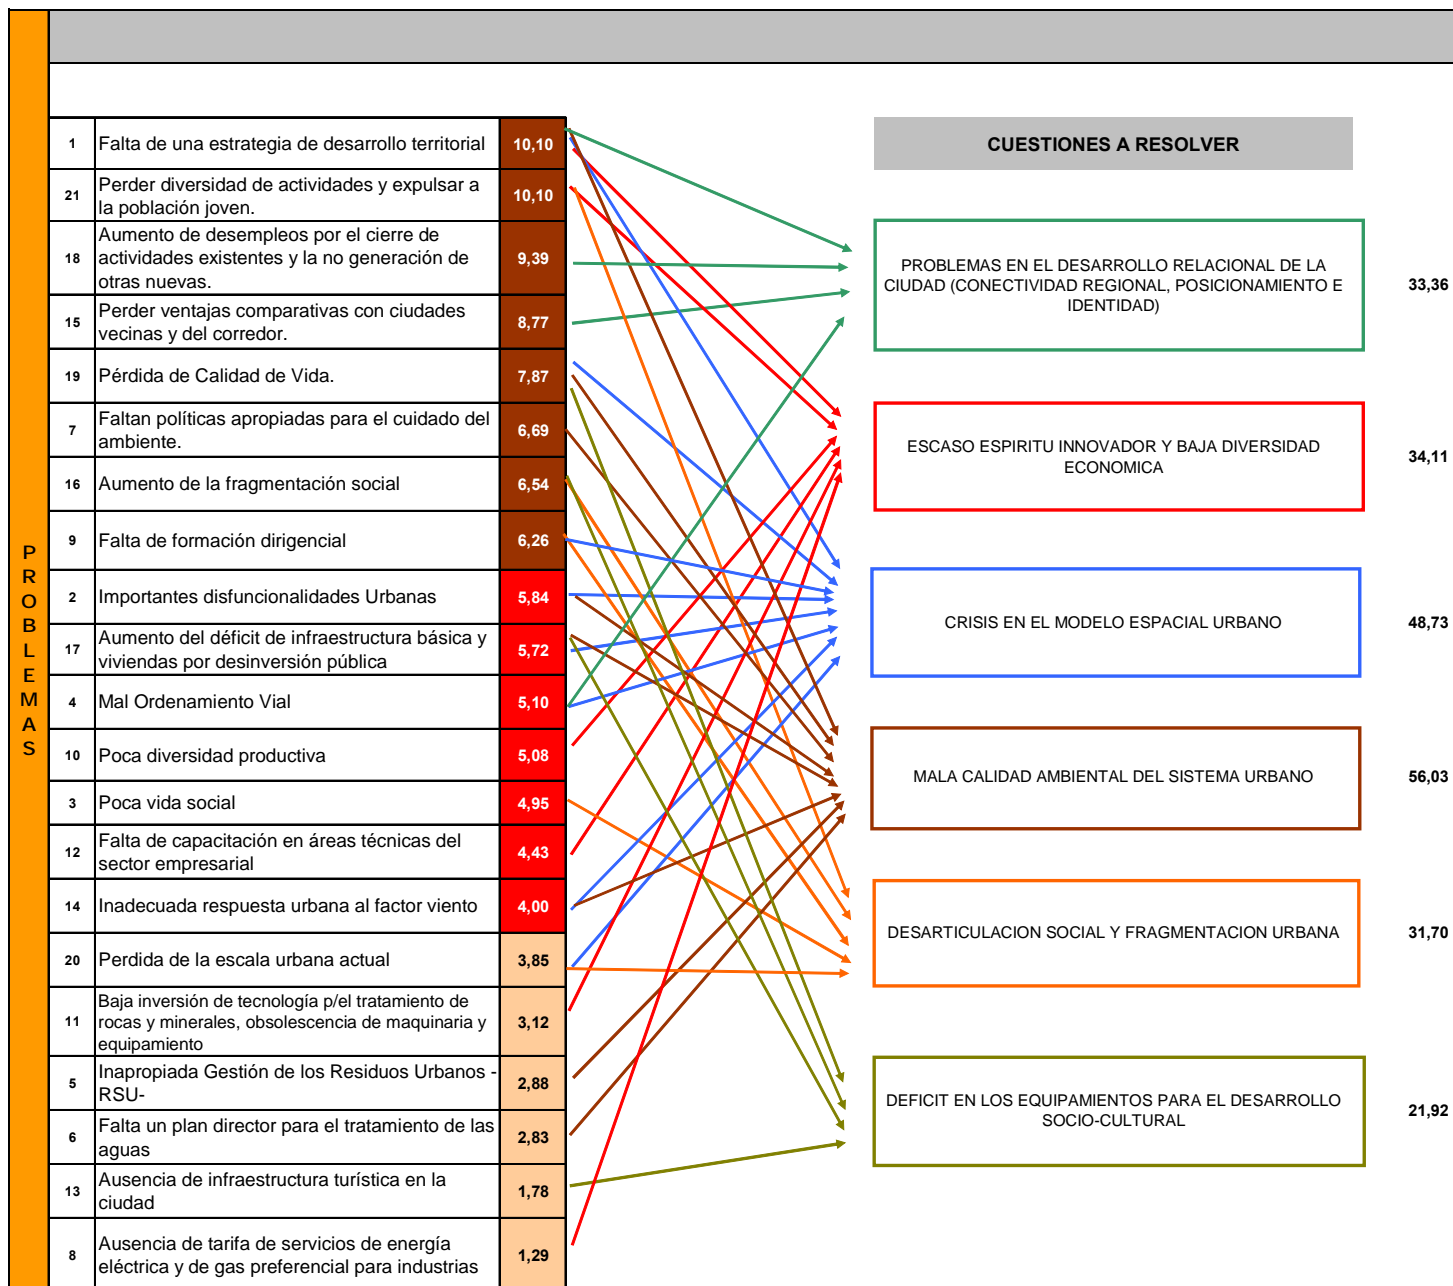 PROBLEMAS
1 Falta de una estrategia de desarrollo territorial 10,10
21 Perder diversidad de actividades y expulsar a
la población joven. 10,10
18 Aumento de desempleos por el cierre de
actividades existentes y la no generación de
otras nuevas. 9,39
15 Perder ventajas comparativas con ciudades
vecinas y del corredor. 8,77
19 Pérdida de Calidad de Vida. 7,87
7 Faltan políticas apropiadas para el cuidado del
ambiente. 6,69
16 Aumento de la fragmentación social 6,54
9 Falta de formación dirigencial 6,26
2 Importantes disfuncionalidades Urbanas 5,84
17 Aumento del déficit de infraestructura básica y
viviendas por desinversión pública 5,72
4 Mal Ordenamiento Vial 5,10
10 Poca diversidad productiva 5,08
3 Poca vida social 4,95
12 Falta de capacitación en áreas técnicas del
sector empresarial 4,43
14 Inadecuada respuesta urbana al factor viento 4,00
20 Perdida de la escala urbana actual 3,85
11 Baja inversión de tecnología p/el tratamiento de
rocas y minerales, obsolescencia de maquinaria y
equipamiento 3,12
5 Inapropiada Gestión de los Residuos Urbanos -
RSU- 2,88
6 Falta un plan director para el tratamiento de las
aguas 2,83
13 Ausencia de infraestructura turística en la
ciudad 1,78
8 Ausencia de tarifa de servicios de energía
eléctrica y de gas preferencial para industrias 1,29
CUESTIONES A RESOLVER
PROBLEMAS EN EL DESARROLLO RELACIONAL DE LA
CIUDAD (CONECTIVIDAD REGIONAL, POSICIONAMIENTO E
IDENTIDAD)
33,36
ESCASO ESPIRITU INNOVADOR Y BAJA DIVERSIDAD
ECONOMICA
34,11
CRISIS EN EL MODELO ESPACIAL URBANO
48,73
MALA CALIDAD AMBIENTAL DEL SISTEMA URBANO
56,03
DESARTICULACION SOCIAL Y FRAGMENTACION URBANA
31,70
DEFICIT EN LOS EQUIPAMIENTOS PARA EL DESARROLLO
SOCIO-CULTURAL
21,92